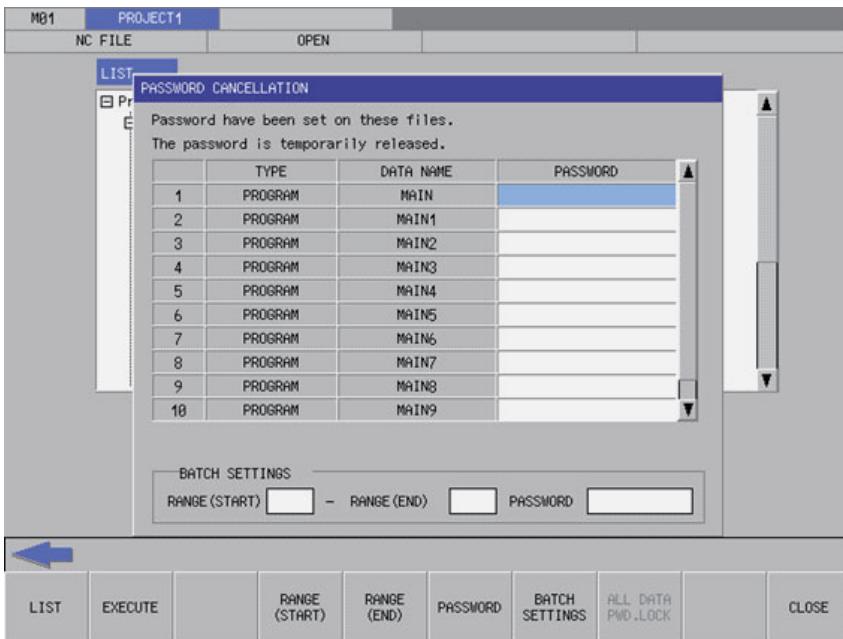 M01 PROJECT1
NC FILE OPEN
LIST
Pr
PASSWORD CANCELLATION
Password have been set on these files.
The password is temporarily released.
TYPE DATA NAME PASSWORD
1 PROGRAM MAIN
2 PROGRAM MAIN1
3 PROGRAM MAIN2
4 PROGRAM MAIN3
5 PROGRAM MAIN4
6 PROGRAM MAIN5
7 PROGRAM MAIN6
8 PROGRAM MAIN7
9 PROGRAM MAIN8
10 PROGRAM MAIN9
BATCH SETTINGS
RANGE(START) - RANGE(END) PASSWORD
LIST EXECUTE RANGE (START) RANGE (END) PASSWORD BATCH SETTINGS ALL DATA PWD.LOCK CLOSE